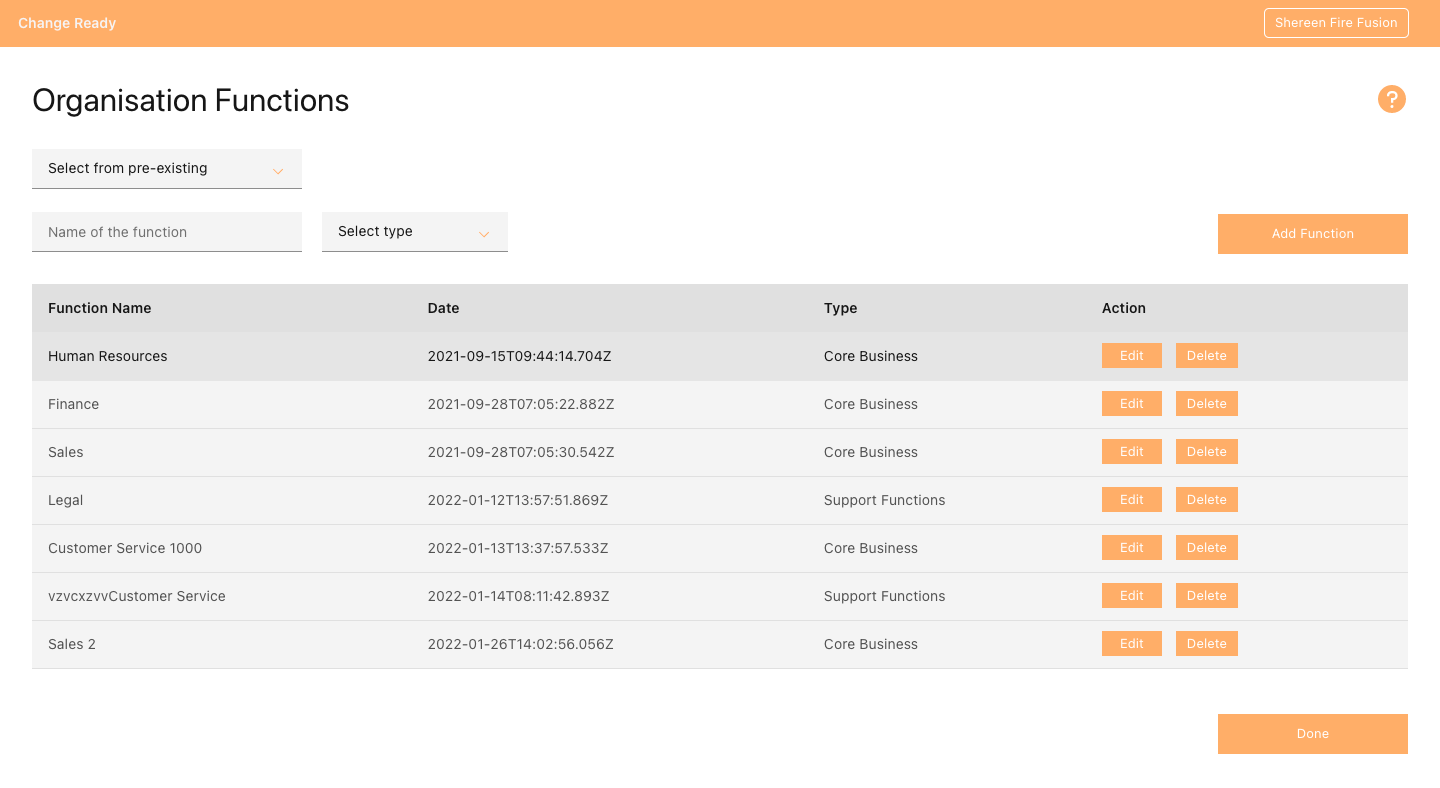 Change Ready
Shereen Fire Fusion
Organisation Functions
?
Select from pre-existing
Name of the function
Select type
Add Function
Function Name Date Type Action
Human Resources 2021-09-15T09:44:14.704Z Core Business Edit Delete
Finance 2021-09-28T07:05:22.882Z Core Business Edit Delete
Sales 2021-09-28T07:05:30.542Z Core Business Edit Delete
Legal 2022-01-12T13:57:51.869Z Support Functions Edit Delete
Customer Service 1000 2022-01-13T13:37:57.533Z Core Business Edit Delete
vzvcxzvvCustomer Service 2022-01-14T08:11:42.893Z Support Functions Edit Delete
Sales 2 2022-01-26T14:02:56.056Z Core Business Edit Delete
Done